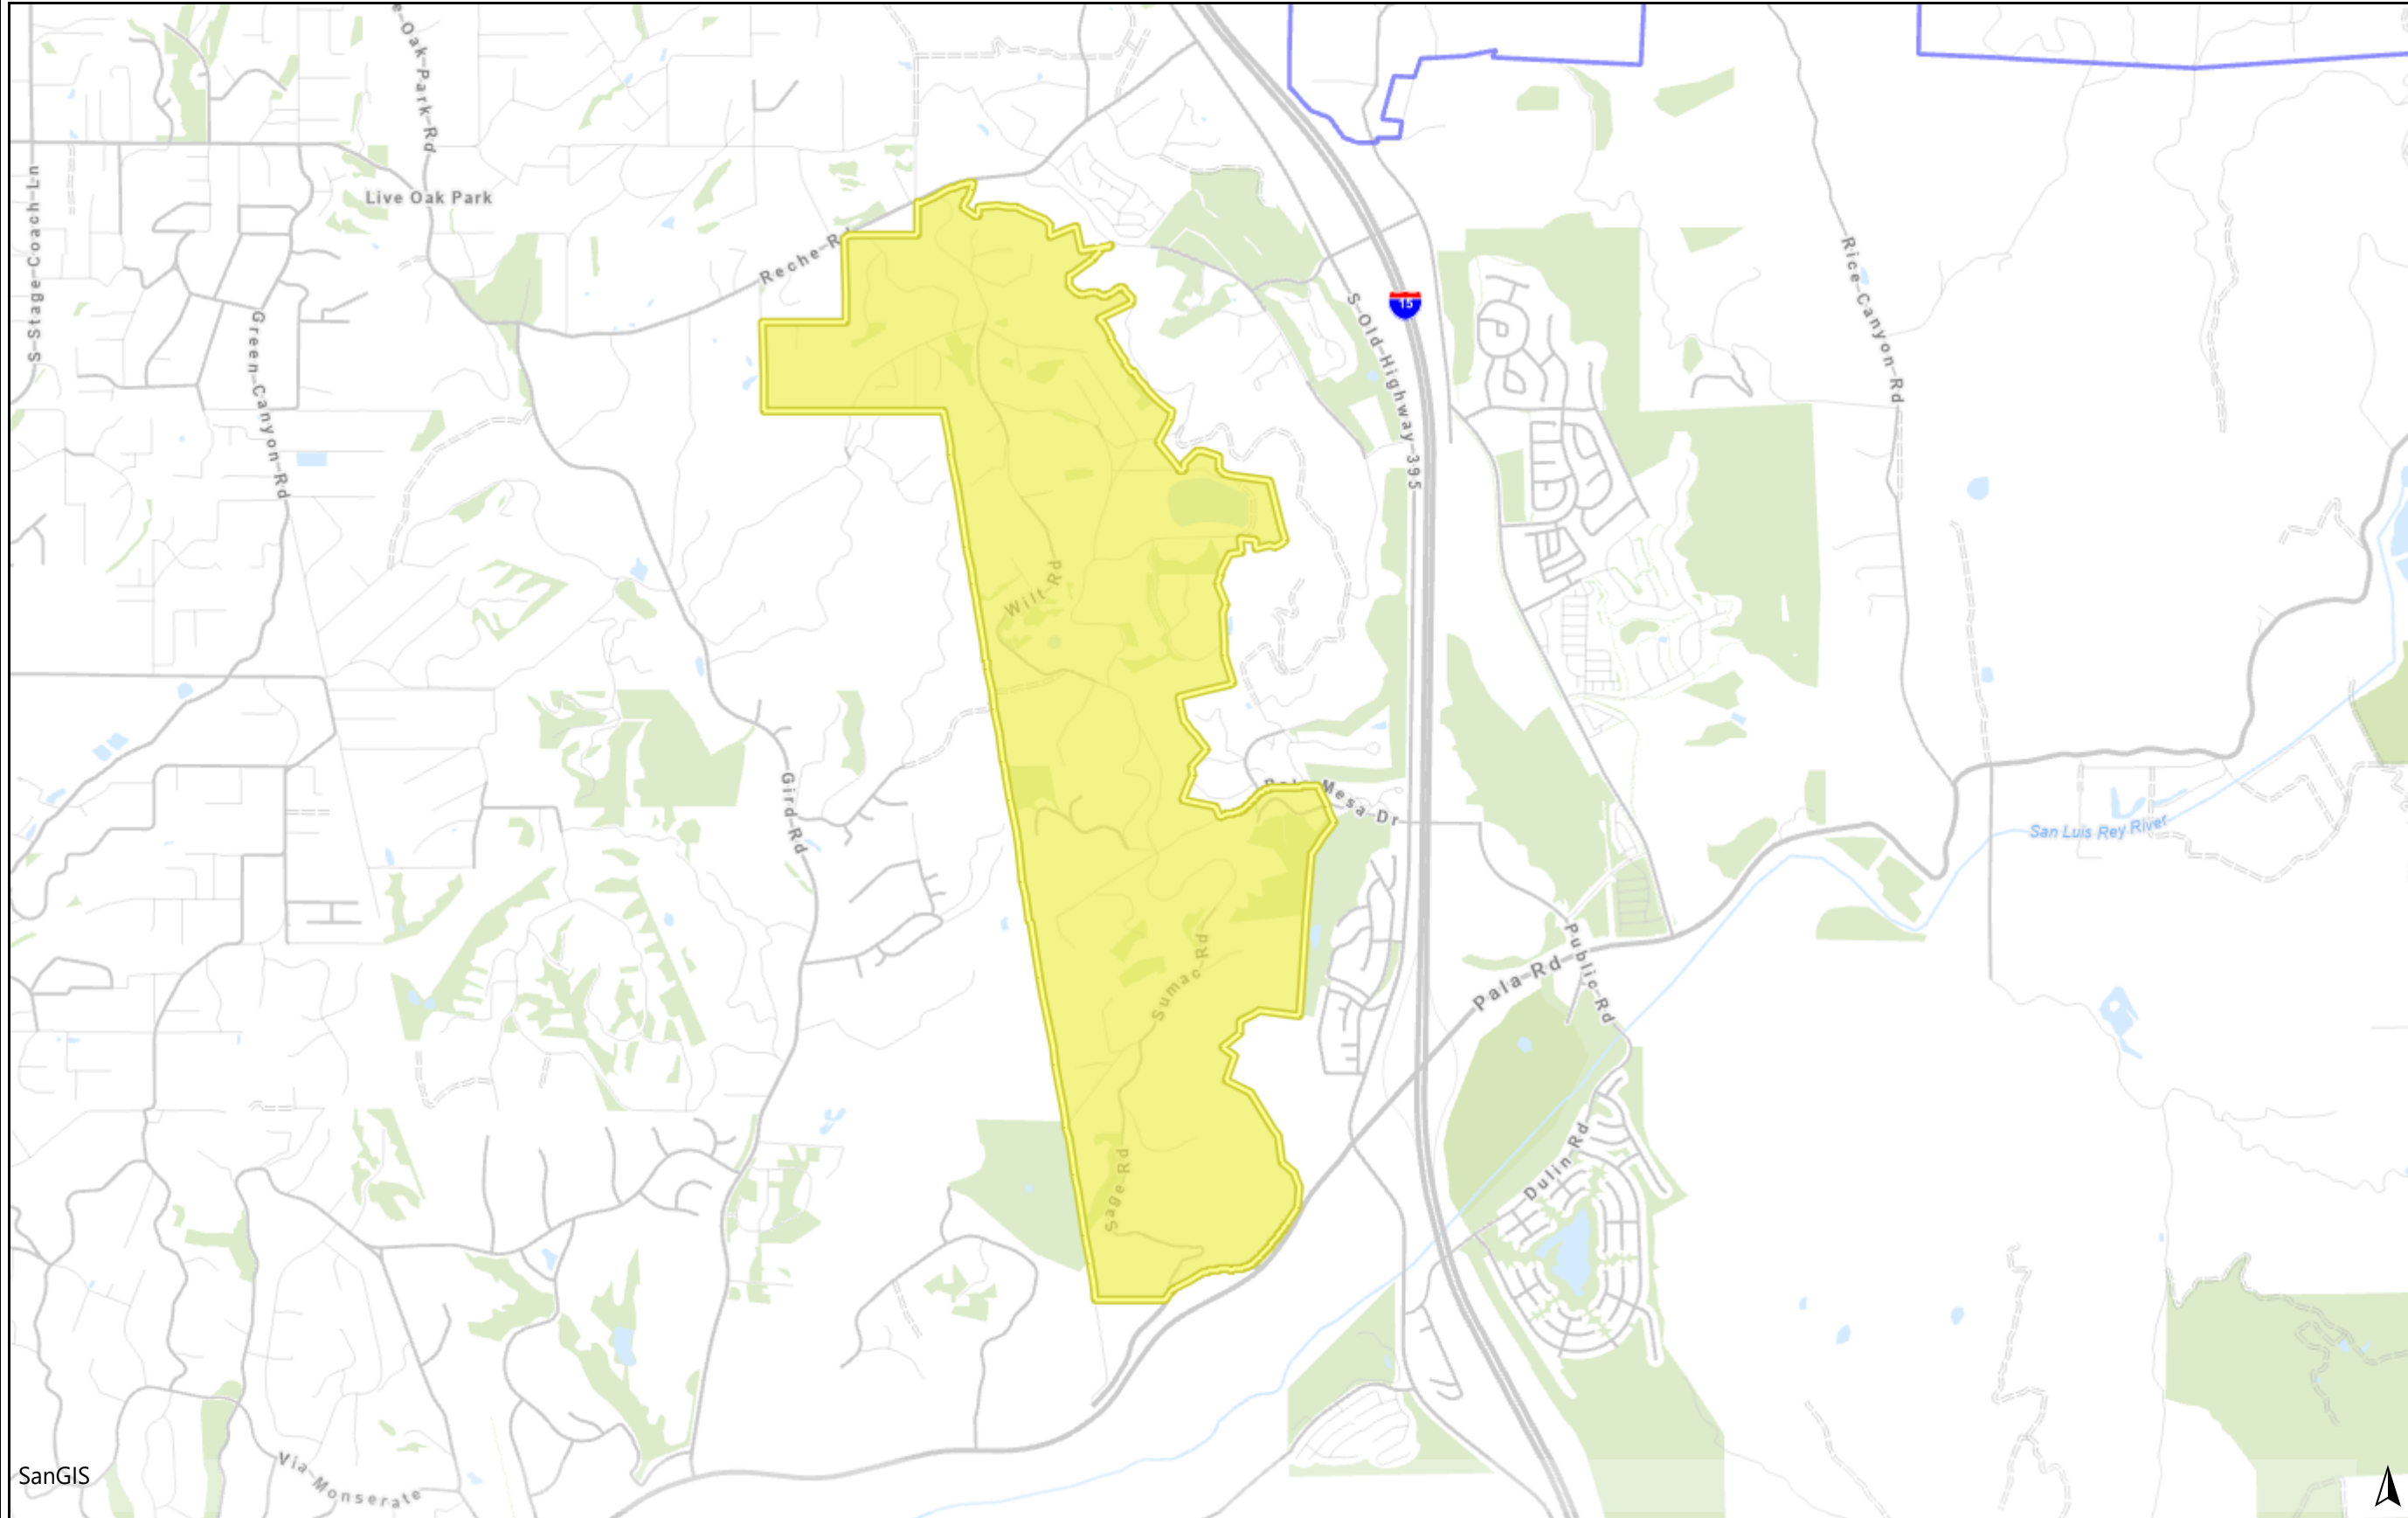 e-Oak-Park-Rd
S-Stage-Coach-Ln
Live Oak Park
Reche-Rd
Green-Canyon-Rd
S-Old-Highway-395
15
Rice-Canyon-Rd
Wilt-Rd
Gird-Rd
Pala-Mesa-Dr
San Luis Rey River
Sumac-Rd
Pala-Rd
Public-Rd
Dulin-Rd
Sage-Rd
Via-Monserate
SanGIS